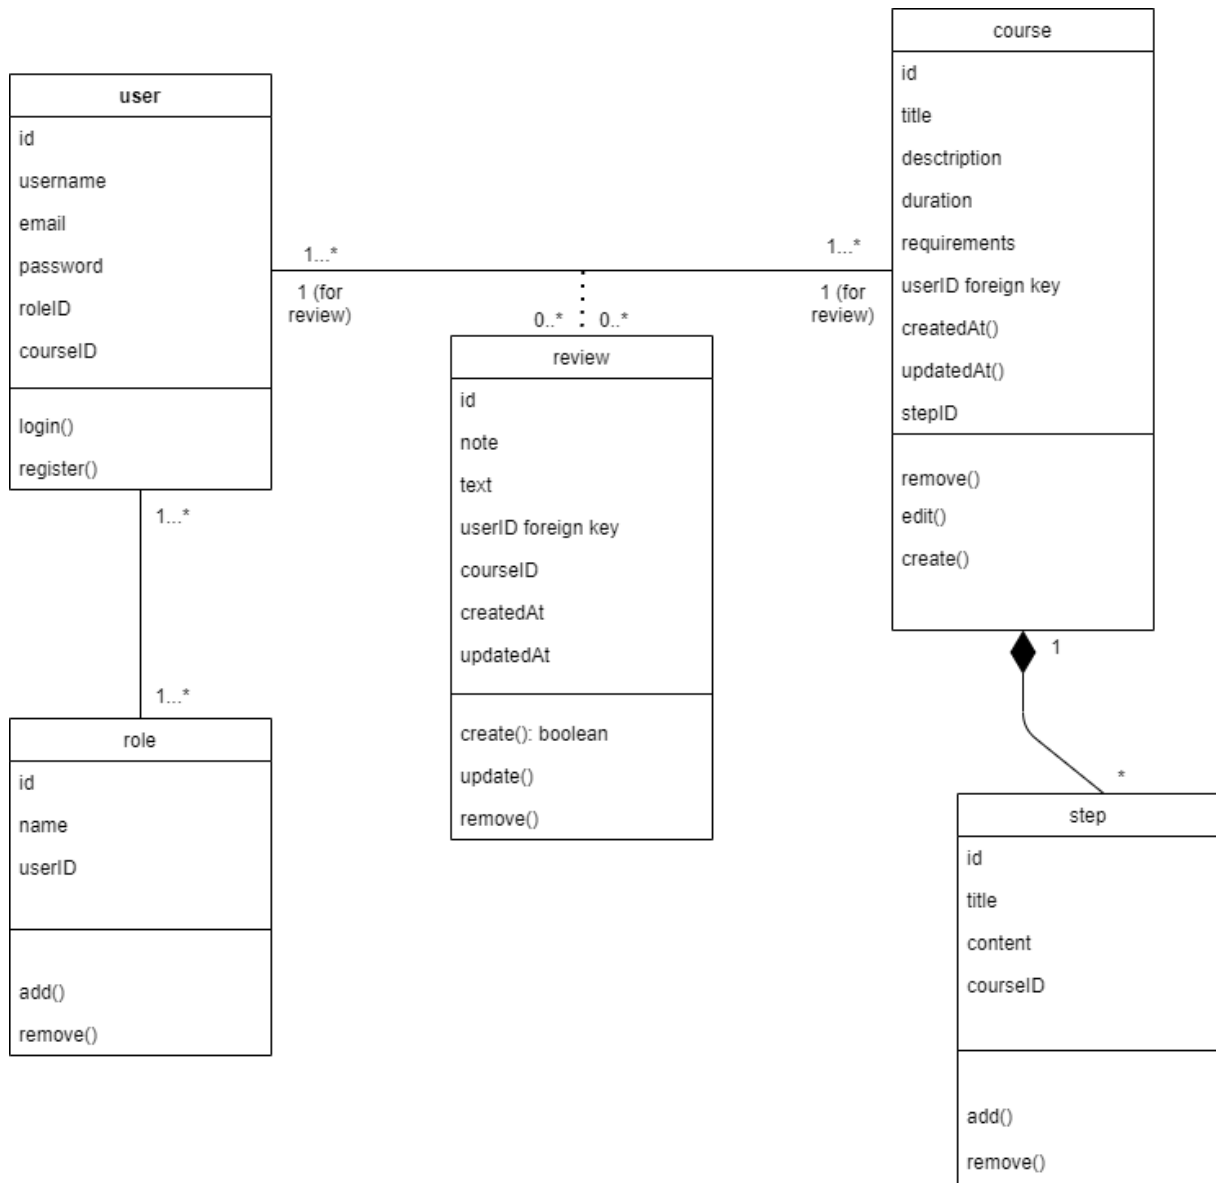 user
id
username
email
password
roleID
courseID
login()
register()
1...*
1 (for
review)
1...*
1 (for
review)
0..*
0..*
course
id
title
desctription
duration
requirements
userID foreign key
createdAt()
updatedAt()
stepID
remove()
edit()
create()
review
id
note
text
userID foreign key
courseID
createdAt
updatedAt
create(): boolean
update()
remove()
1...*
1...*
role
id
name
userID
add()
remove()
1
*
step
id
title
content
courseID
add()
remove()